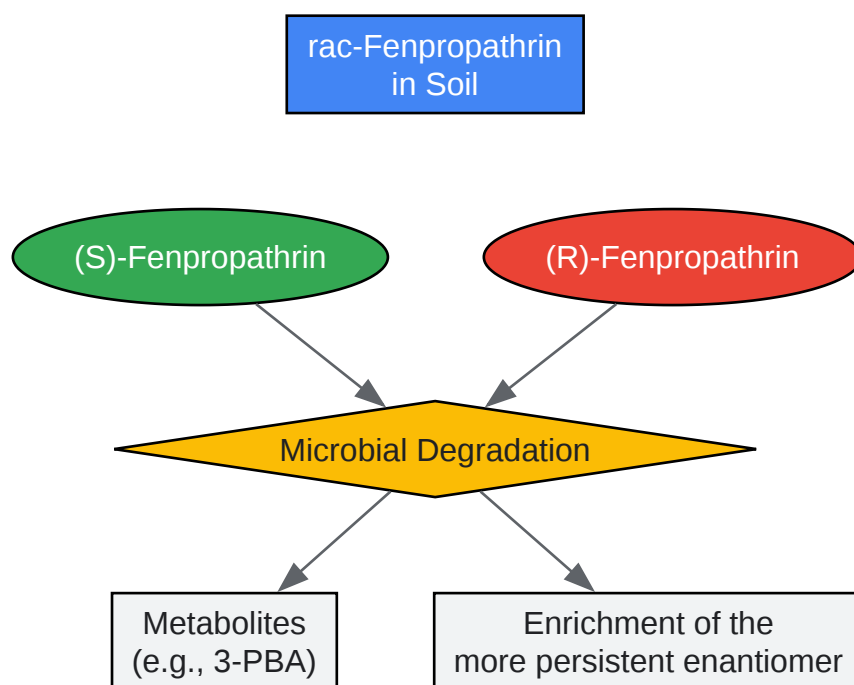 rac-Fenpropathrin
in Soil
(S)-Fenpropathrin
(R)-Fenpropathrin
Microbial Degradation
Metabolites
(e.g., 3-PBA)
Enrichment of the
more persistent enantiomer